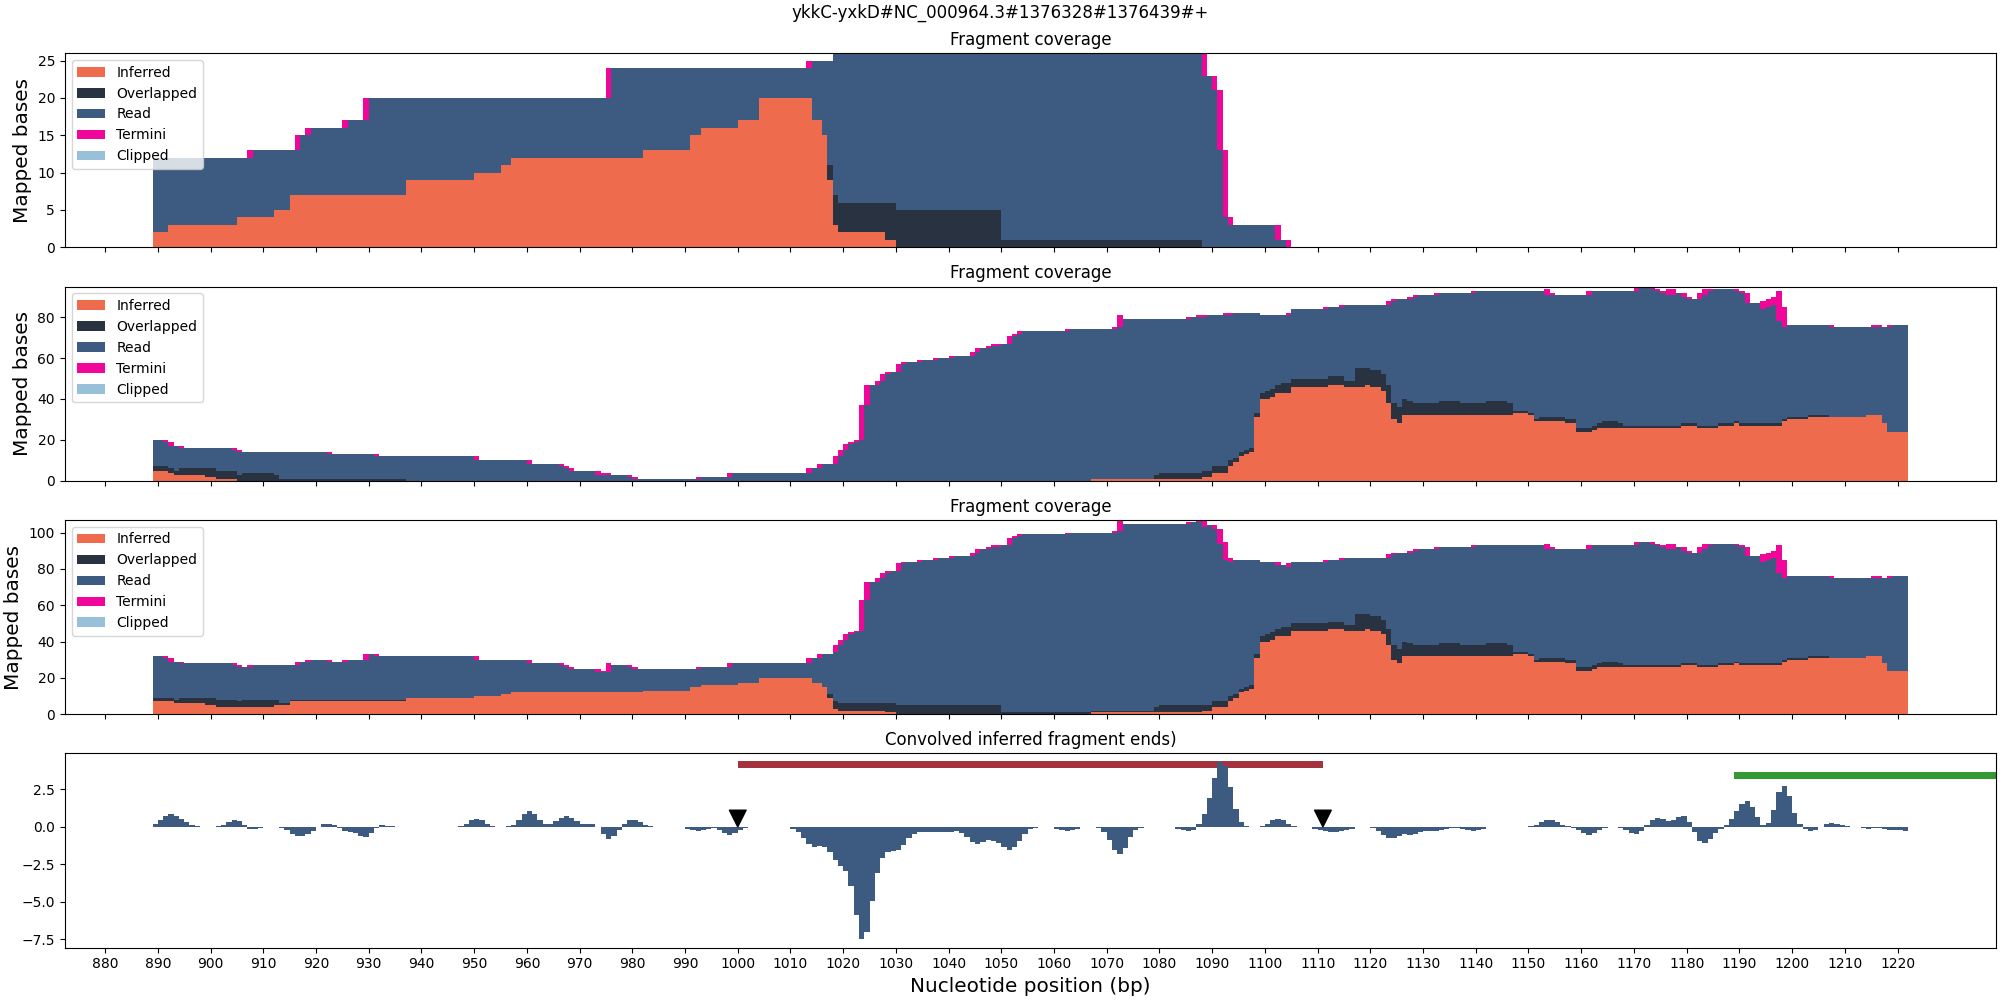 ykkC-yxkD#NC_000964.3#1376328#1376439#+
Fragment coverage
Mapped bases
25
20
15
10
5
0
Inferred
Overlapped
Read
Termini
Clipped
Fragment coverage
Mapped bases
80
60
40
20
0
Inferred
Overlapped
Read
Termini
Clipped
Fragment coverage
Mapped bases
100
80
60
40
20
0
Inferred
Overlapped
Read
Termini
Clipped
Convolved inferred fragment ends)
2.5
0.0
−2.5
−5.0
−7.5
880 890 900 910 920 930 940 950 960 970 980 990 1000 1010 1020 1030 1040 1050 1060 1070 1080 1090 1100 1110 1120 1130 1140 1150 1160 1170 1180 1190 1200 1210 1220
Nucleotide position (bp)